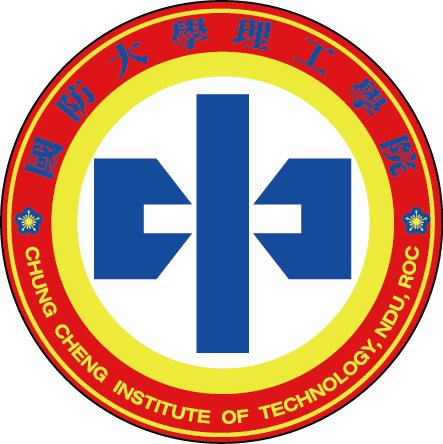 國防大學理工學院
CHUNG CHENG INSTITUTE OF TECHNOLOGY, NDU, ROC